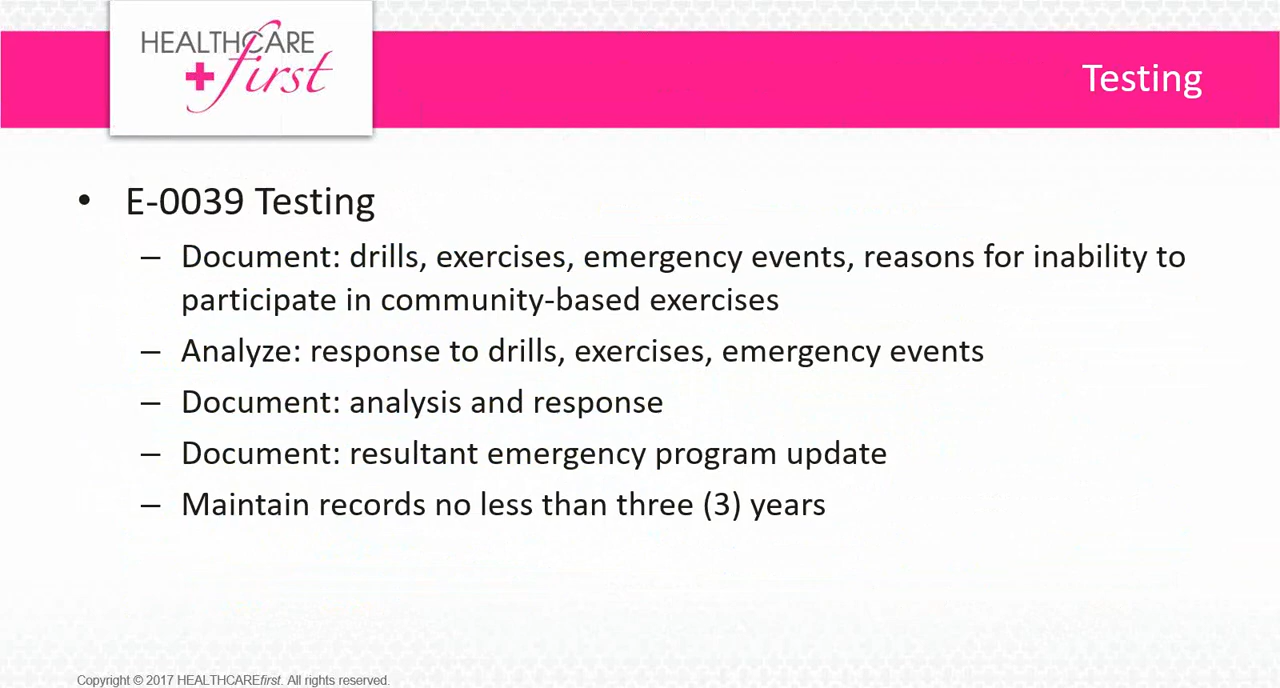 HEALTHCARE
first
Testing
• E-0039 Testing
– Document: drills, exercises, emergency events, reasons for inability to
participate in community-based exercises
– Analyze: response to drills, exercises, emergency events
– Document: analysis and response
– Document: resultant emergency program update
– Maintain records no less than three (3) years
Copyright © 2017 HEALTHCAREfirst. All rights reserved.